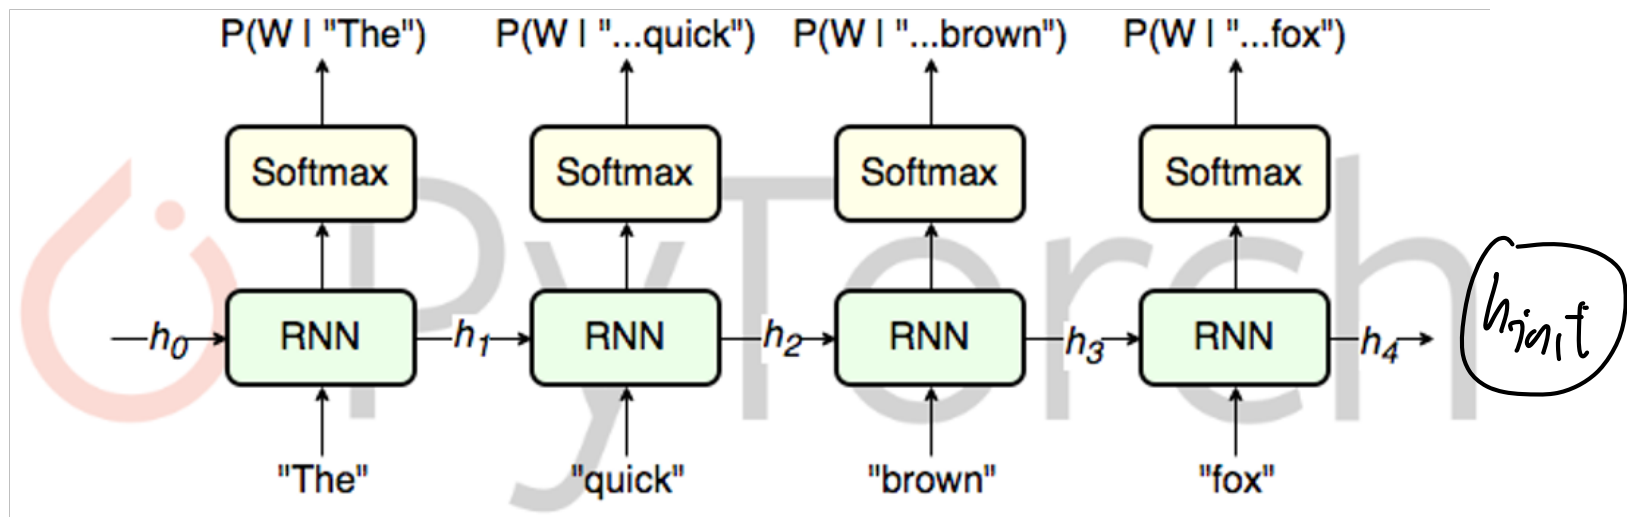 P(W | "The") P(W | "...quick") P(W | "...brown") P(W | "...fox")
Softmax Softmax Softmax Softmax
PyTorch
h0 RNN h1 RNN h2 RNN h3 RNN h4 hinit
"The" "quick" "brown" "fox"